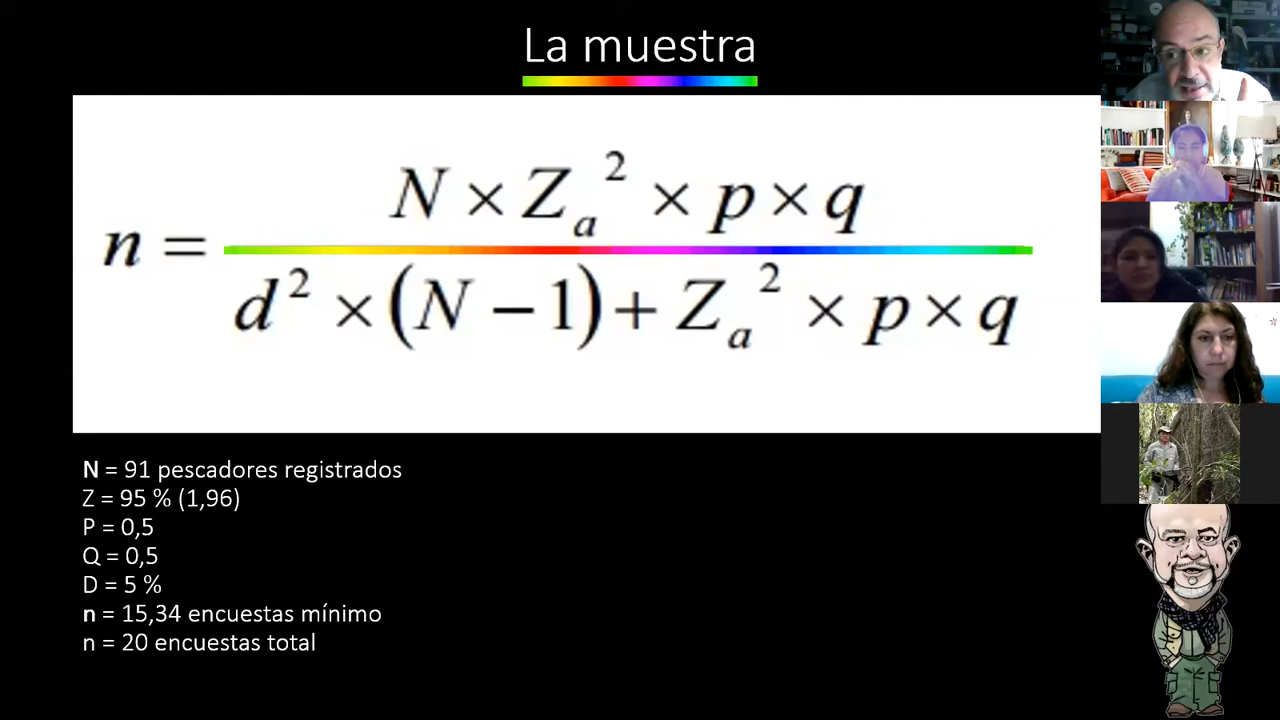 La muestra
n = N × Z_a^2 × p × q / d^2 × (N − 1) + Z_a^2 × p × q
N = 91 pescadores registrados
Z = 95 % (1,96)
P = 0,5
Q = 0,5
D = 5 %
n = 15,34 encuestas mínimo
n = 20 encuestas total